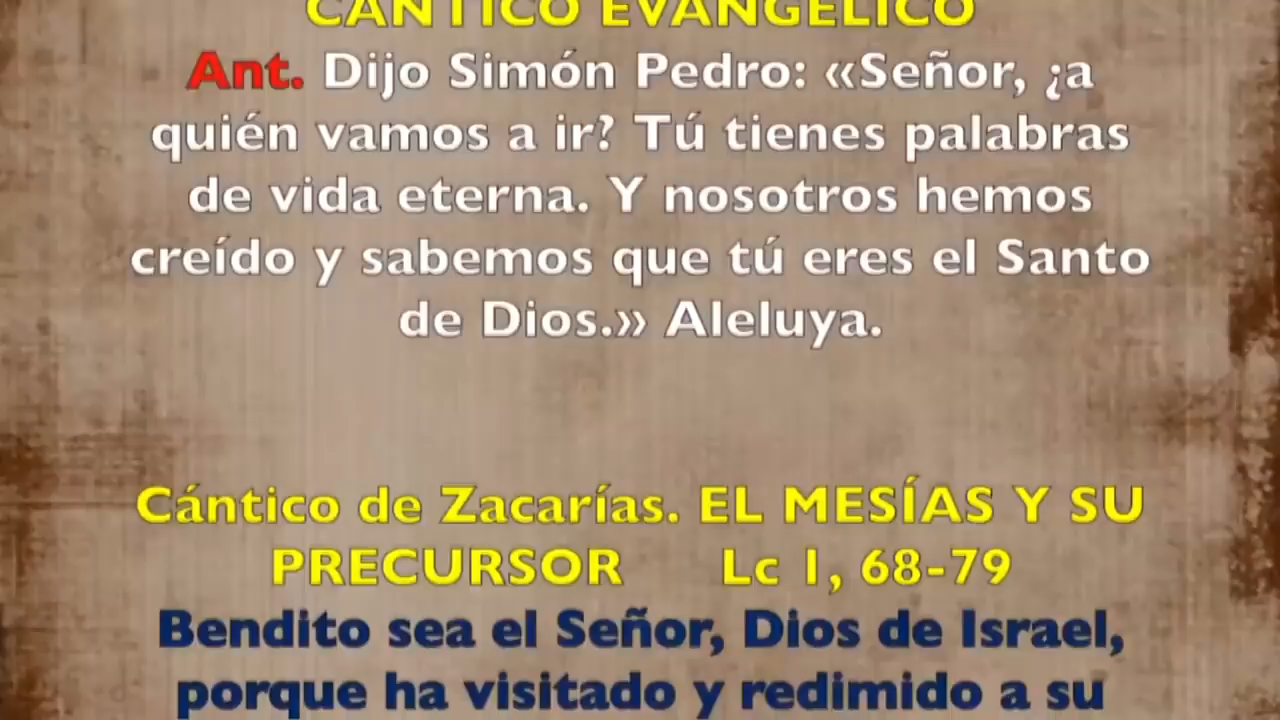 CÁNTICO EVANGÉLICO
Ant. Dijo Simón Pedro: «Señor, ¿a
quién vamos a ir? Tú tienes palabras
de vida eterna. Y nosotros hemos
creído y sabemos que tú eres el Santo
de Dios.» Aleluya.
Cántico de Zacarías. EL MESÍAS Y SU
PRECURSOR Lc 1, 68-79
Bendito sea el Señor, Dios de Israel,
porque ha visitado y redimido a su